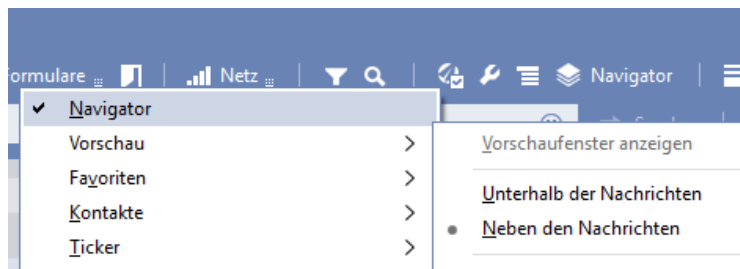 Formulare Netz Navigator
Navigator
Vorschau
Favoriten
Kontakte
Ticker
Vorschaufenster anzeigen
Unterhalb der Nachrichten
Neben den Nachrichten